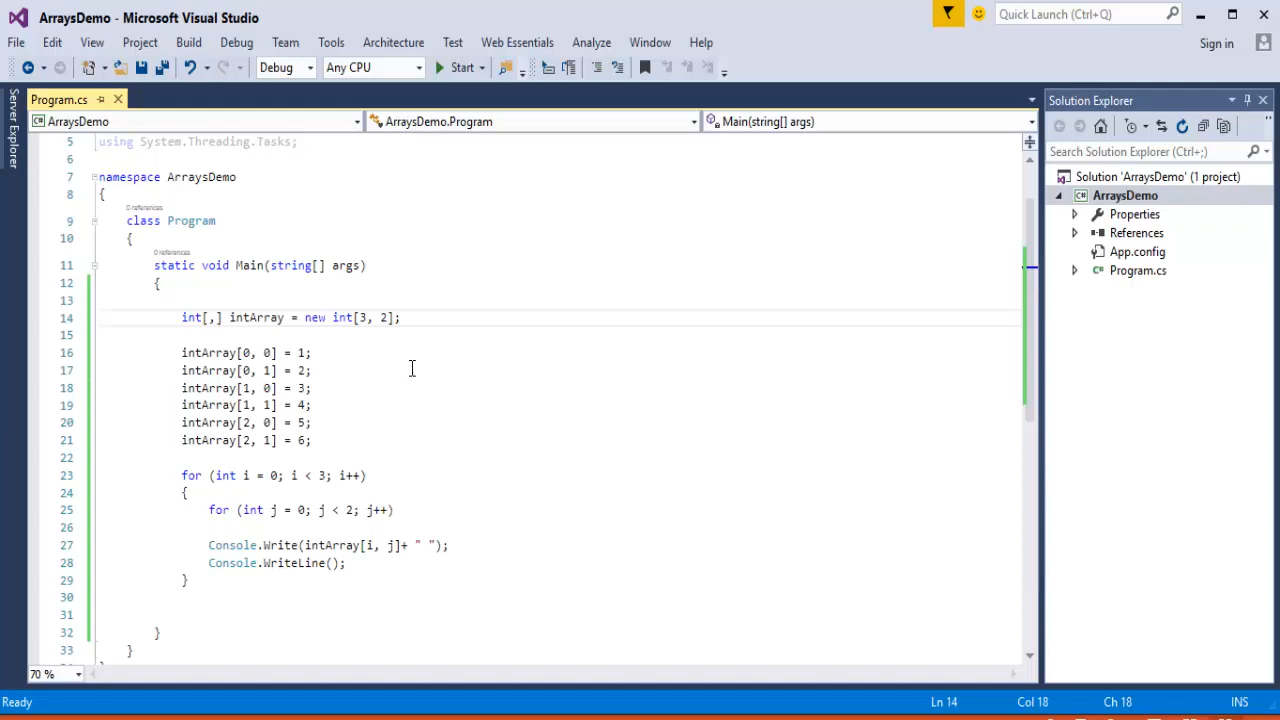 ArraysDemo - Microsoft Visual Studio
Quick Launch (Ctrl+Q)
File Edit View Project Build Debug Team Tools Architecture Test Web Essentials Analyze Window Help
Sign in
Debug Any CPU Start
Server Explorer
Program.cs
ArraysDemo ArraysDemo.Program Main(string[] args)
5 using System.Threading.Tasks;
6
7 namespace ArraysDemo
8 {
0 references
9 class Program
10 {
0 references
11 static void Main(string[] args)
12 {
13
14 int[,] intArray = new int[3, 2];
15
16 intArray[0, 0] = 1;
17 intArray[0, 1] = 2;
18 intArray[1, 0] = 3;
19 intArray[1, 1] = 4;
20 intArray[2, 0] = 5;
21 intArray[2, 1] = 6;
22
23 for (int i = 0; i < 3; i++)
24 {
25 for (int j = 0; j < 2; j++)
26
27 Console.Write(intArray[i, j]+ " ");
28 Console.WriteLine();
29 }
30
31
32 }
33 }
70 %
Solution Explorer
Search Solution Explorer (Ctrl+;)
Solution 'ArraysDemo' (1 project)
ArraysDemo
Properties
References
App.config
Program.cs
Ready Ln 14 Col 18 Ch 18 INS